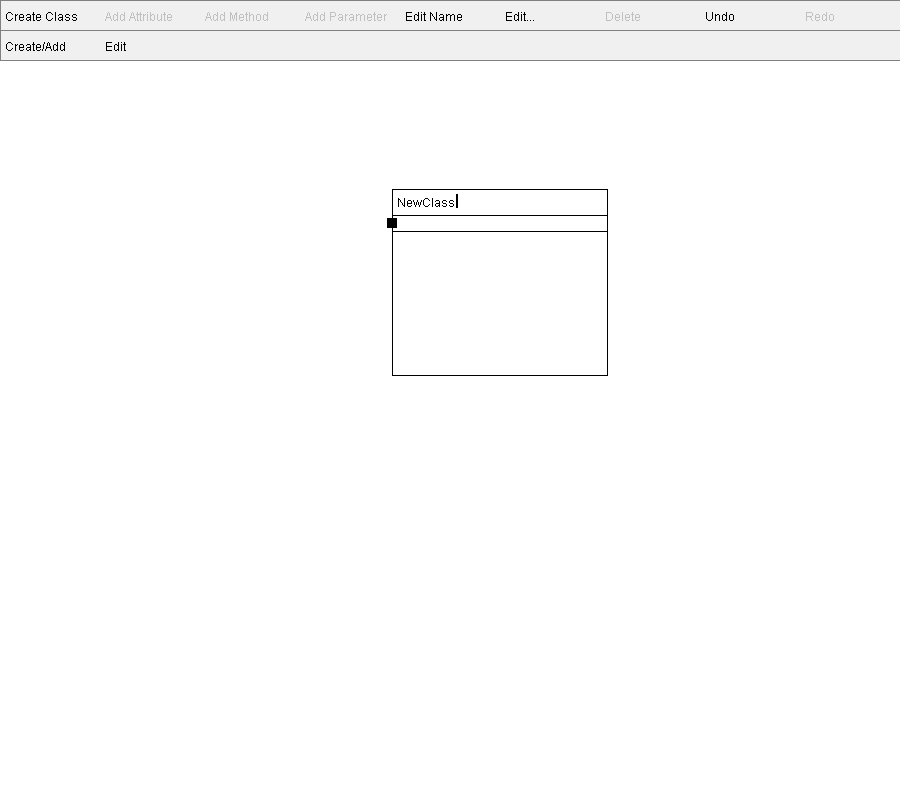 Create Class Add Attribute Add Method Add Parameter Edit Name Edit... Delete Undo Redo
Create/Add Edit
NewClass